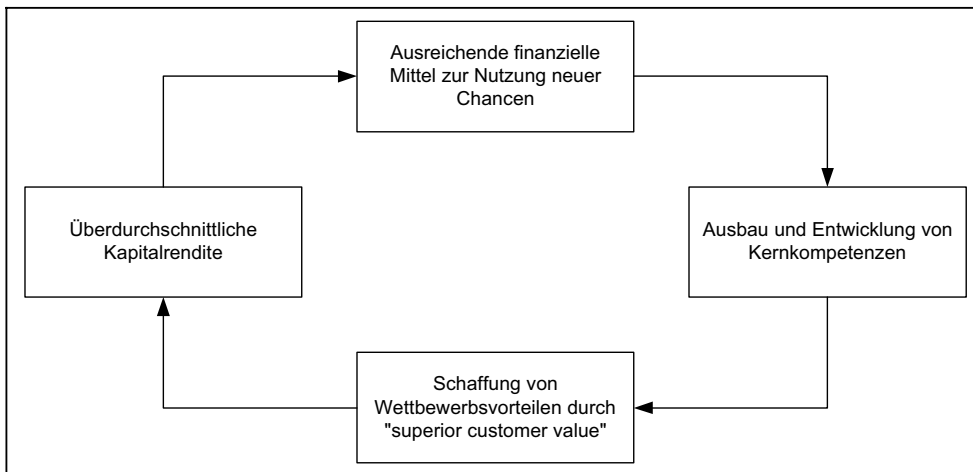 Ausreichende finanzielle
Mittel zur Nutzung neuer
Chancen
Überdurchschnittliche
Kapitalrendite
Ausbau und Entwicklung von
Kernkompetenzen
Schaffung von
Wettbewerbsvorteilen durch
"superior customer value"